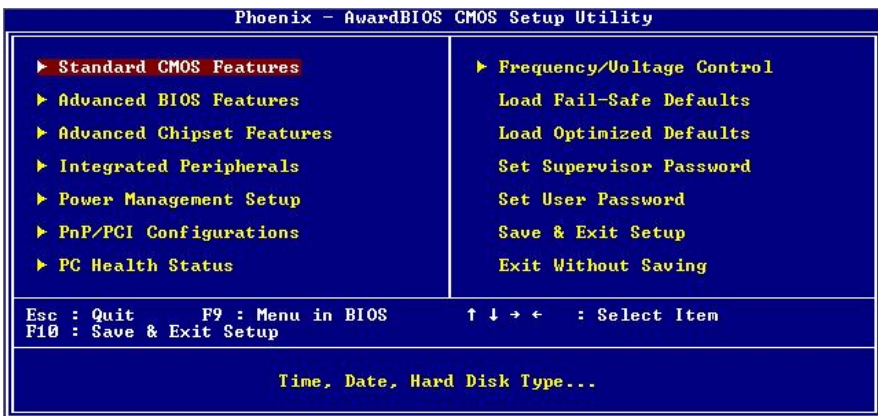 Phoenix - AwardBIOS CMOS Setup Utility
▶ Standard CMOS Features
▶ Advanced BIOS Features
▶ Advanced Chipset Features
▶ Integrated Peripherals
▶ Power Management Setup
▶ PnP/PCI Configurations
▶ PC Health Status
▶ Frequency/Voltage Control
Load Fail-Safe Defaults
Load Optimized Defaults
Set Supervisor Password
Set User Password
Save & Exit Setup
Exit Without Saving
Esc : Quit F9 : Menu in BIOS ↑ ↓ → ← : Select Item
F10 : Save & Exit Setup
Time, Date, Hard Disk Type...